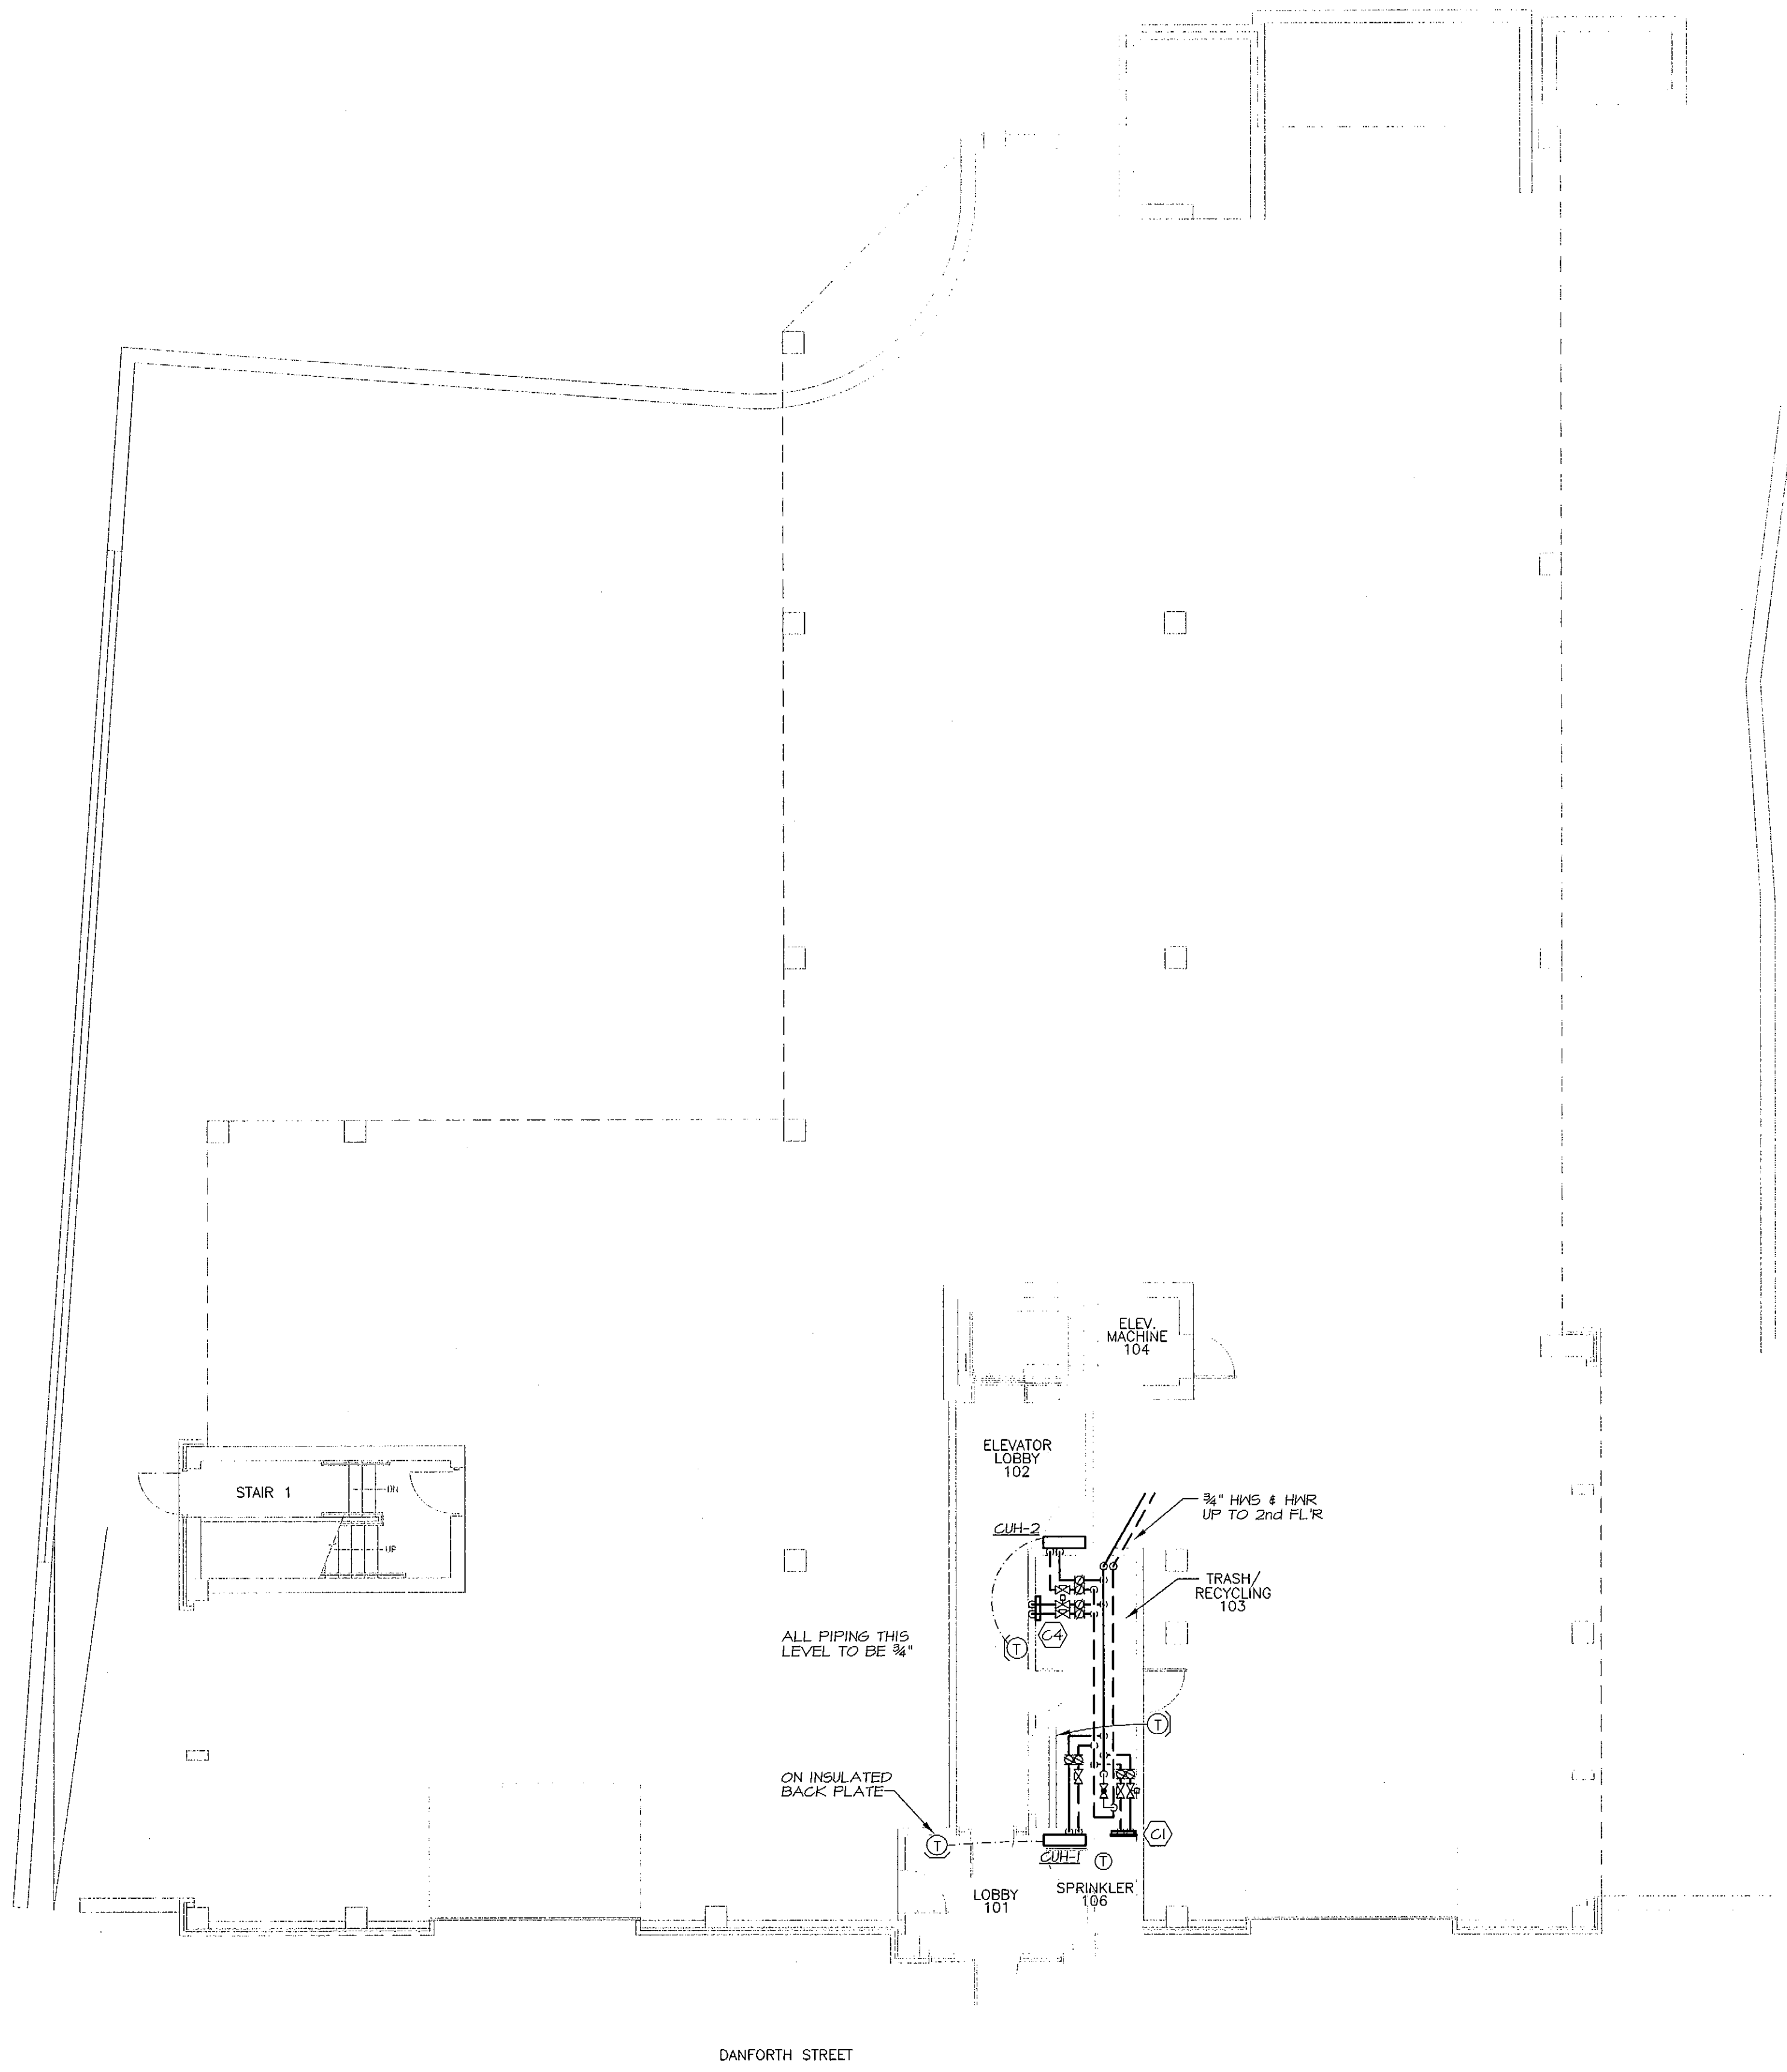 ELEV.
MACHINE
104
ELEVATOR
LOBBY
102
STAIR 1
DN
UP
¾" HWS & HWR
UP TO 2nd FL'R
CUH-2
TRASH/
RECYCLING
103
C4
T
ALL PIPING THIS
LEVEL TO BE ¾"
T
ON INSULATED
BACK PLATE
T
C1
CUH-1
T
SPRINKLER
106
LOBBY
101
DANFORTH STREET